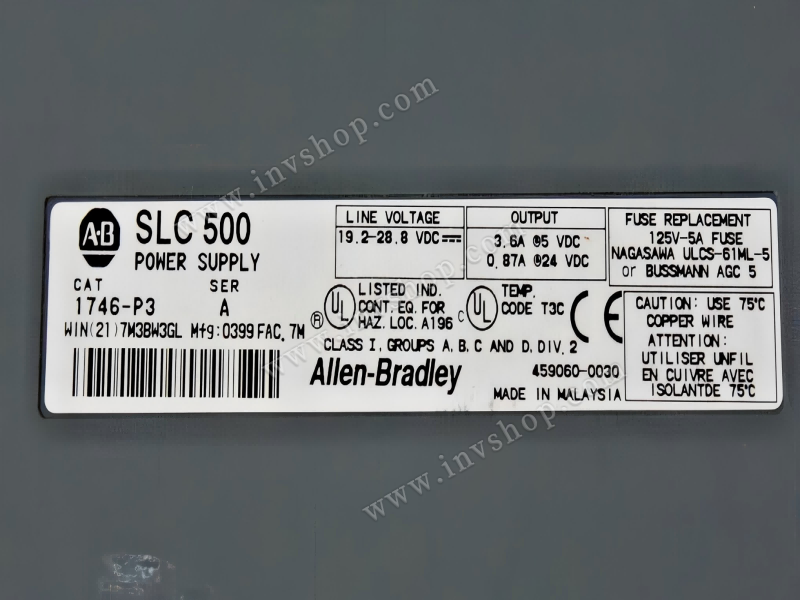 A-B
SLC 500
POWER SUPPLY
CAT SER
1746-P3 A
WIN(21)7M3BW3GL Mfg:0399 FAC. 7M
LINE VOLTAGE
19.2-28.8 VDC
OUTPUT
3.6A @5 VDC
0.87A @24 VDC
FUSE REPLACEMENT
125V-5A FUSE
NAGASAWA ULCS-61ML-5
or BUSSMANN AGC 5
UL
®
LISTED IND.
CONT. EQ. FOR
HAZ. LOC. A196
C UL
TEMP.
CODE T3C
CE
CLASS I, GROUPS A, B, C AND D, DIV. 2
Allen-Bradley
459060-0030
MADE IN MALAYSIA
CAUTION: USE 75°C
COPPER WIRE
ATTENTION:
UTILISER UNFIL
EN CUIVRE AVEC
ISOLANTDE 75°C
www.invshop.com
www.invshop.com
www.invshop.com